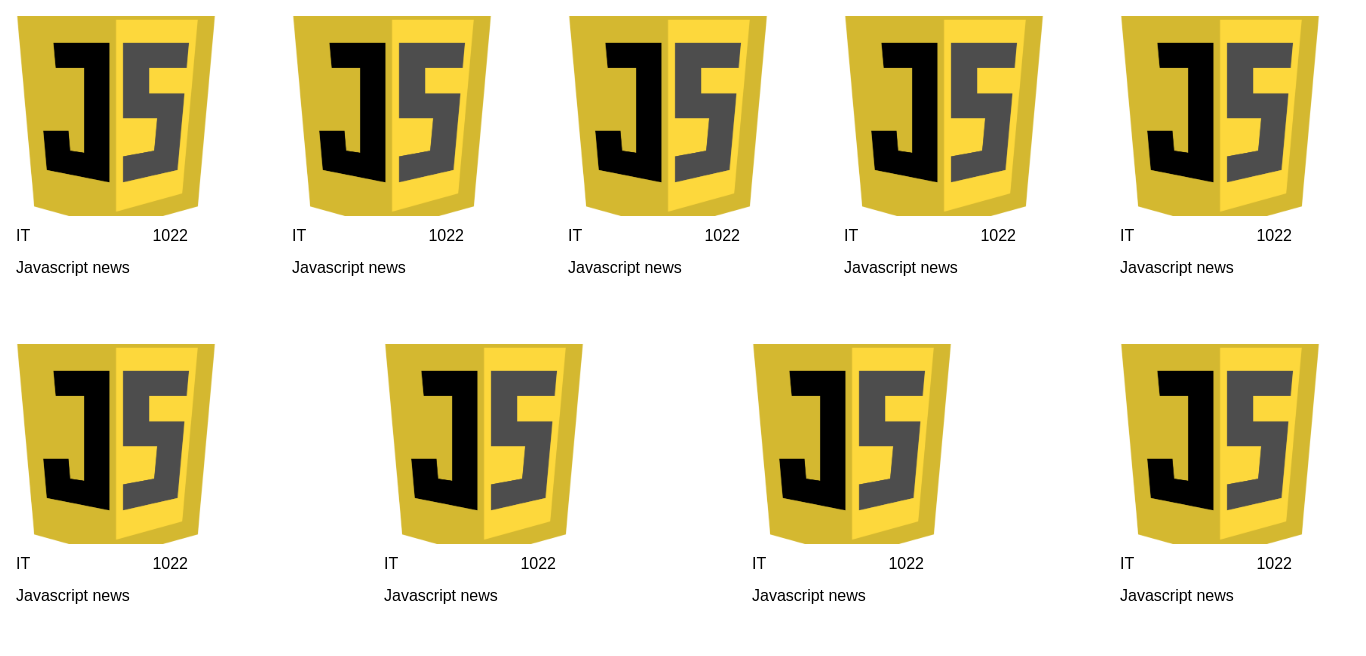 JS JS JS JS JS
IT 1022 IT 1022 IT 1022 IT 1022 IT 1022
Javascript news Javascript news Javascript news Javascript news Javascript news
JS JS JS JS
IT 1022 IT 1022 IT 1022 IT 1022
Javascript news Javascript news Javascript news Javascript news